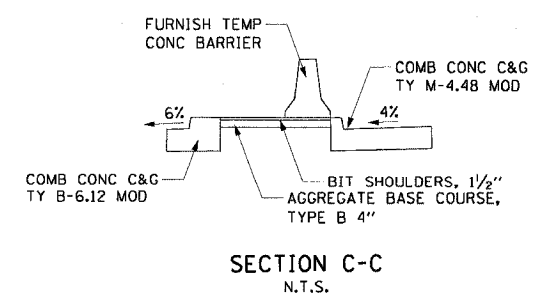 FURNISH TEMP
CONC BARRIER
COMB CONC C&G
TY M-4.48 MOD
6%
4%
COMB CONC C&G
TY B-6.12 MOD
BIT SHOULDERS, 1½"
AGGREGATE BASE COURSE,
TYPE B 4"
SECTION C-C
N.T.S.